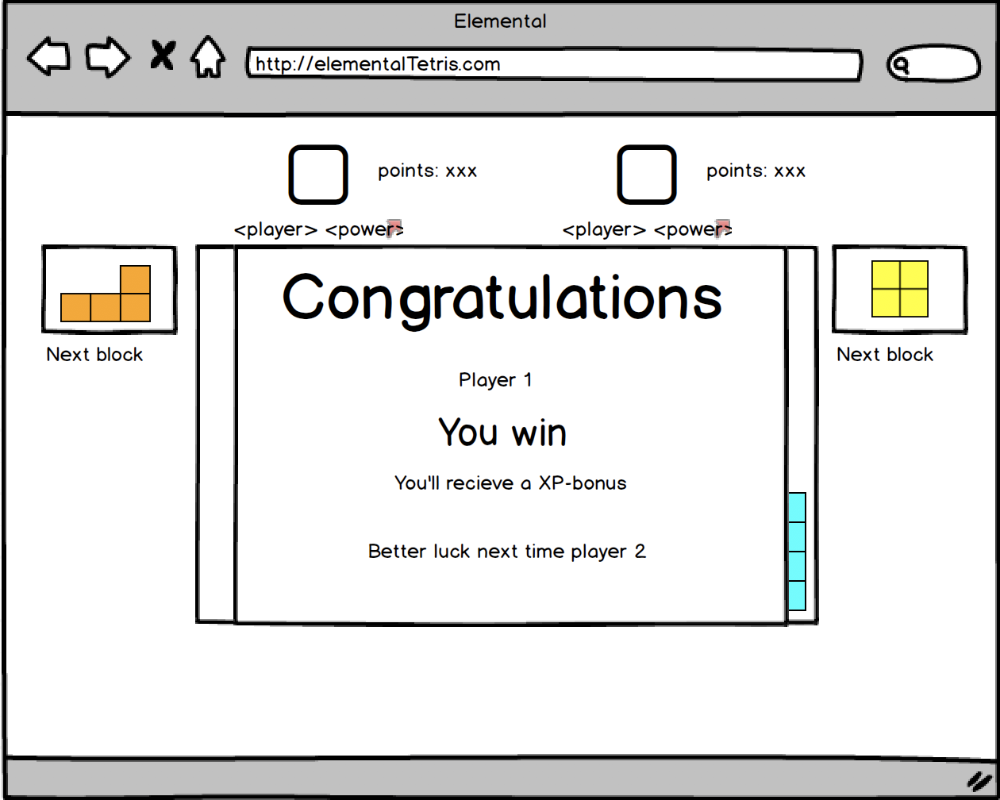 Elemental
http://elementalTetris.com
points: xxx
points: xxx
<player> <power>
<player> <power>
Congratulations
Next block
Next block
Player 1
You win
You'll recieve a XP-bonus
Better luck next time player 2